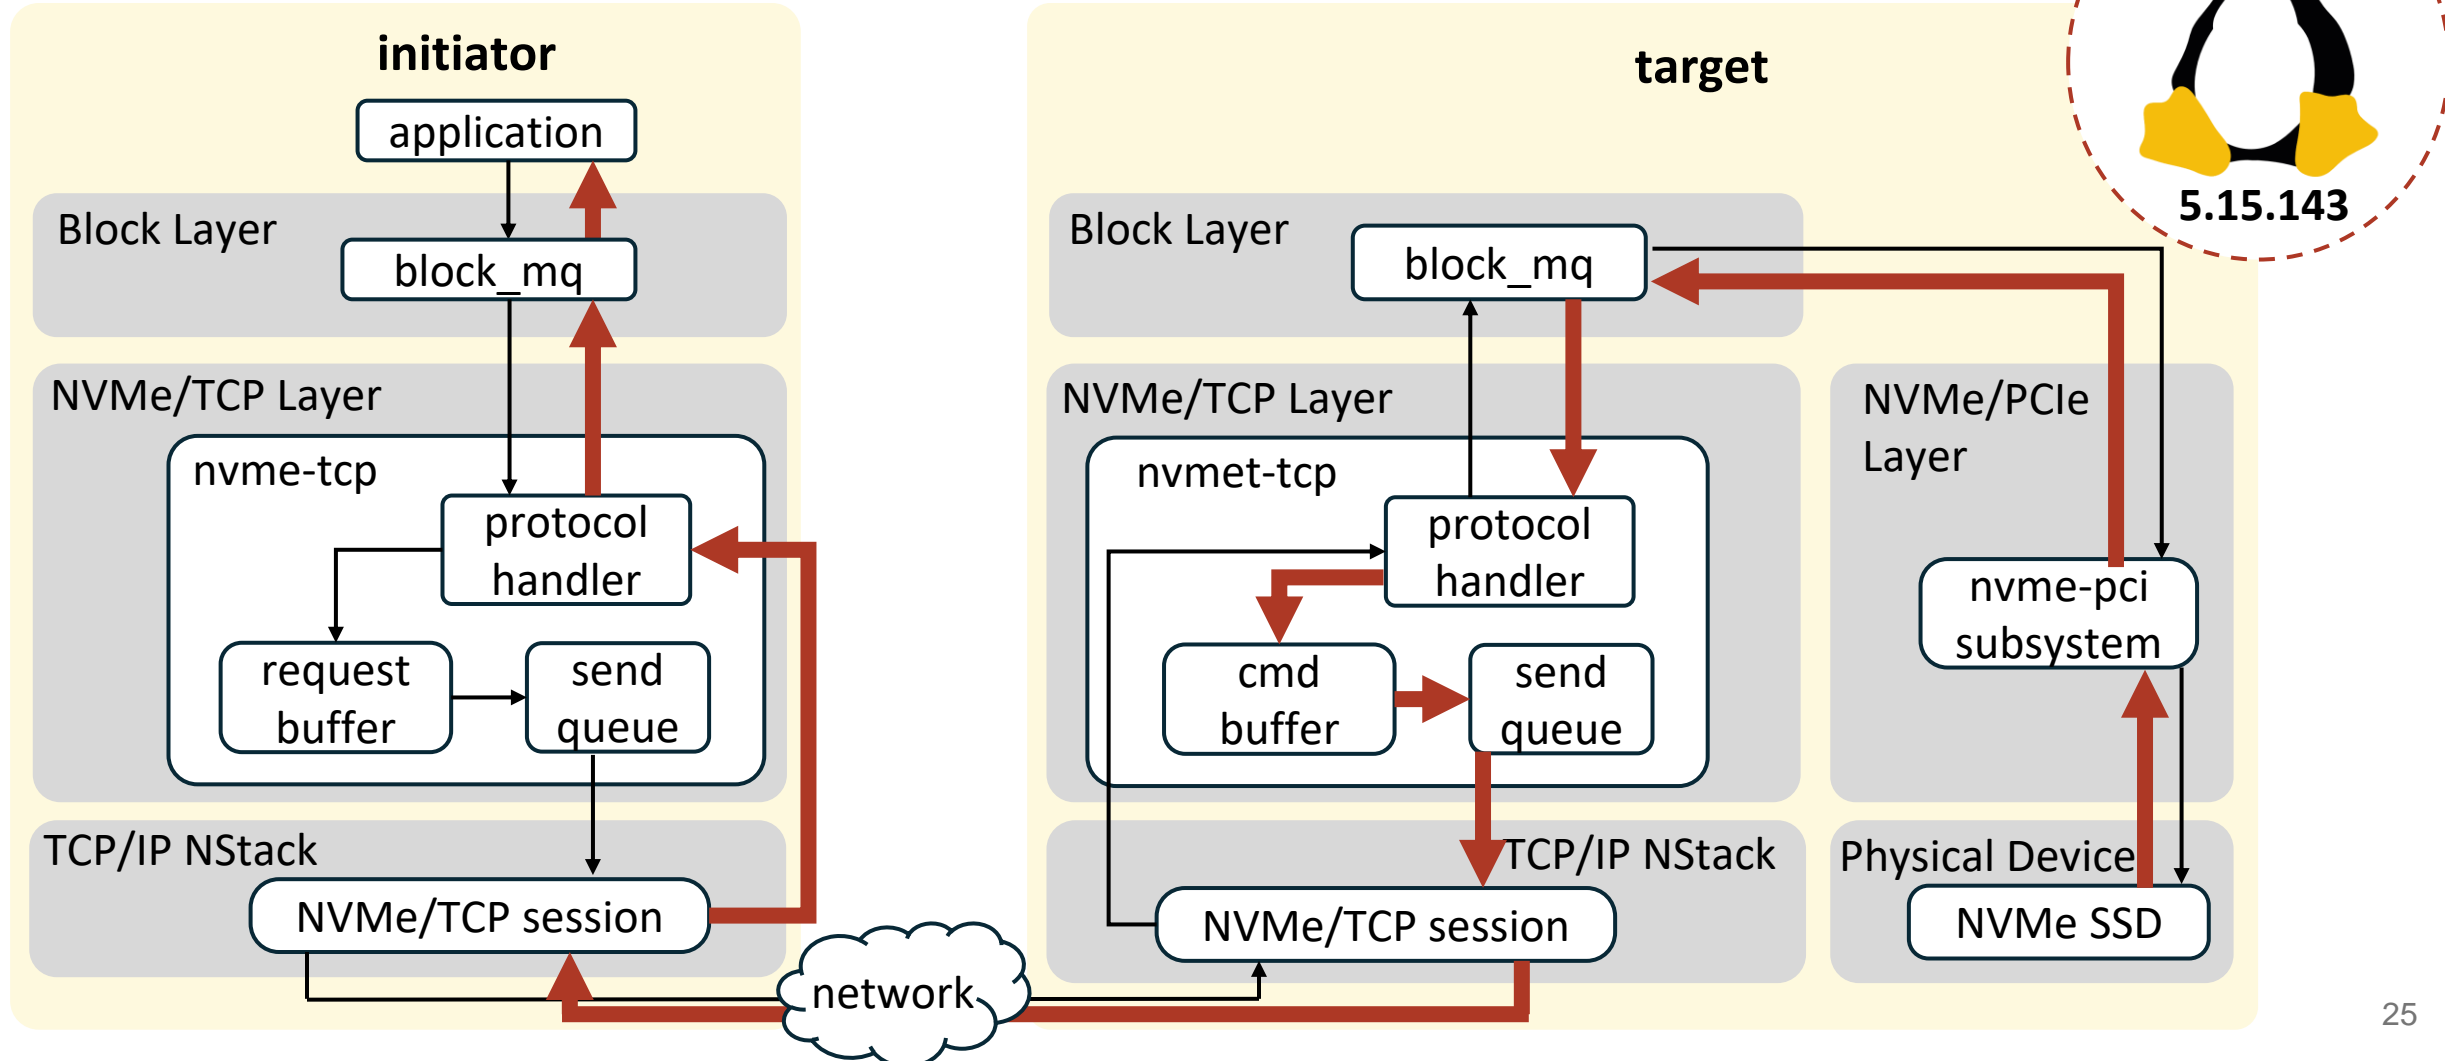 initiator
application
Block Layer
block_mq
NVMe/TCP Layer
nvme-tcp
protocol
handler
request
buffer
send
queue
TCP/IP NStack
NVMe/TCP session
network
target
Block Layer
block_mq
NVMe/TCP Layer
nvmet-tcp
protocol
handler
cmd
buffer
send
queue
TCP/IP NStack
NVMe/TCP session
NVMe/PCIe
Layer
nvme-pci
subsystem
Physical Device
NVMe SSD
5.15.143
25